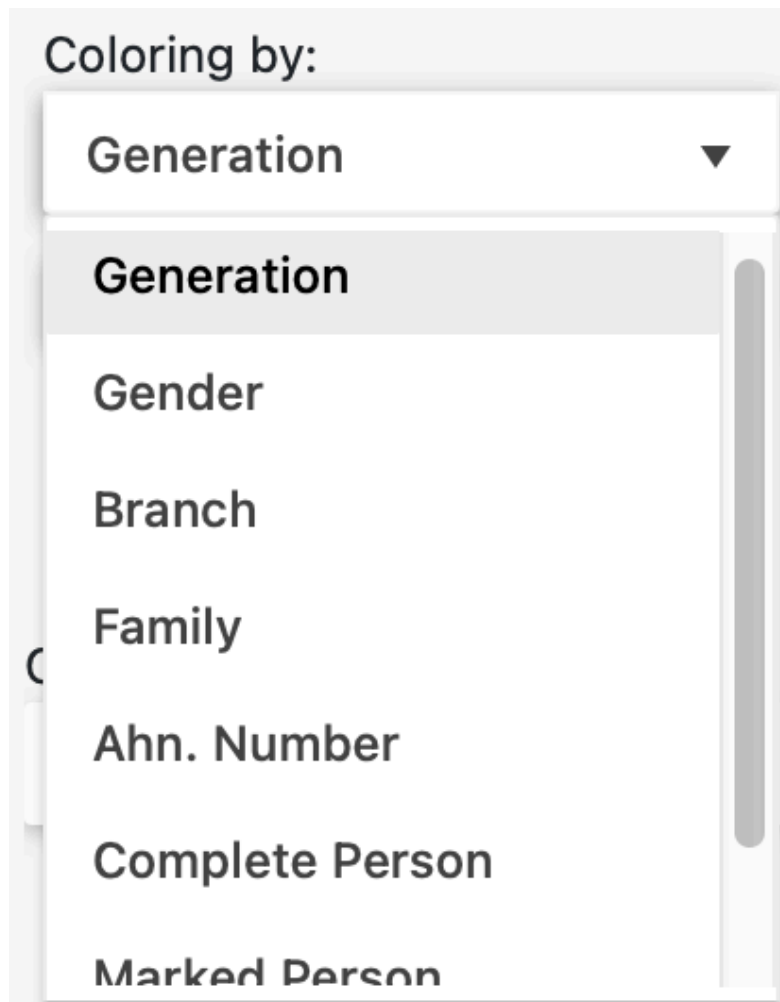 Coloring by:
Generation
Generation
Gender
Branch
Family
Ahn. Number
Complete Person
Marked Person